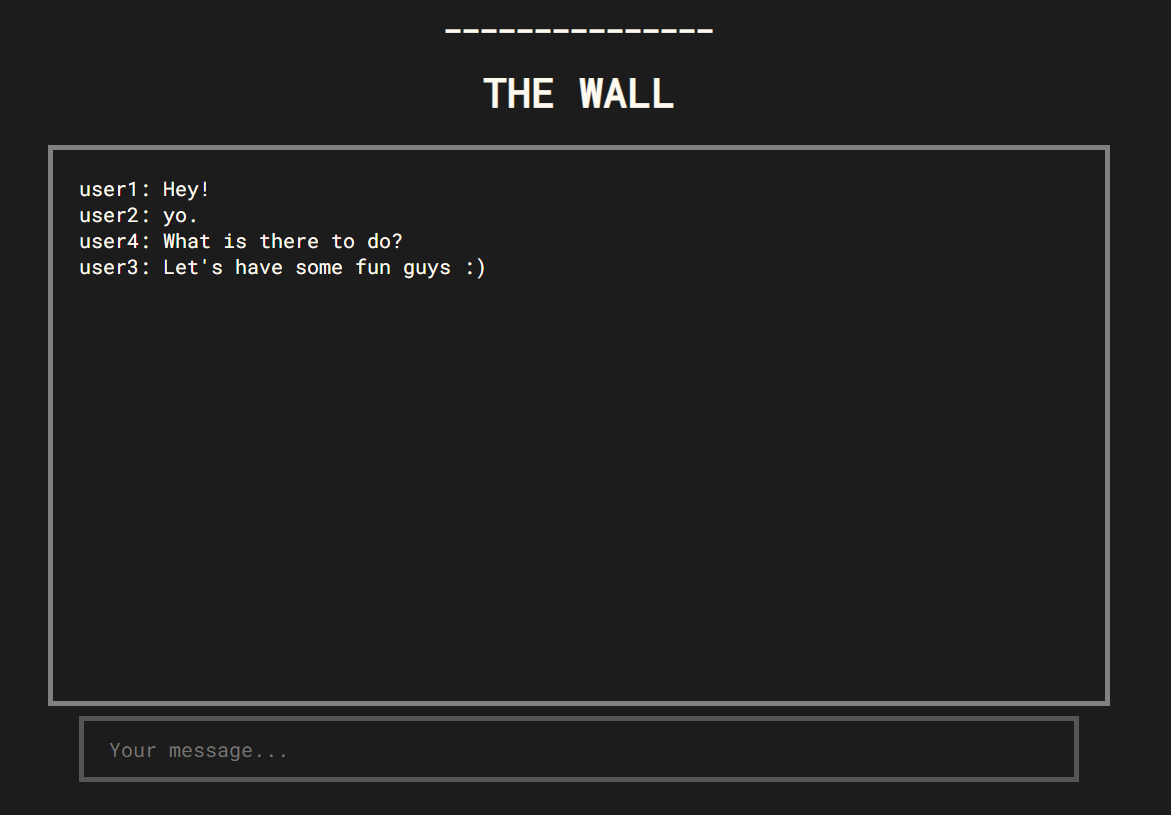 ---------------
THE WALL
user1: Hey!
user2: yo.
user4: What is there to do?
user3: Let's have some fun guys :)
Your message...